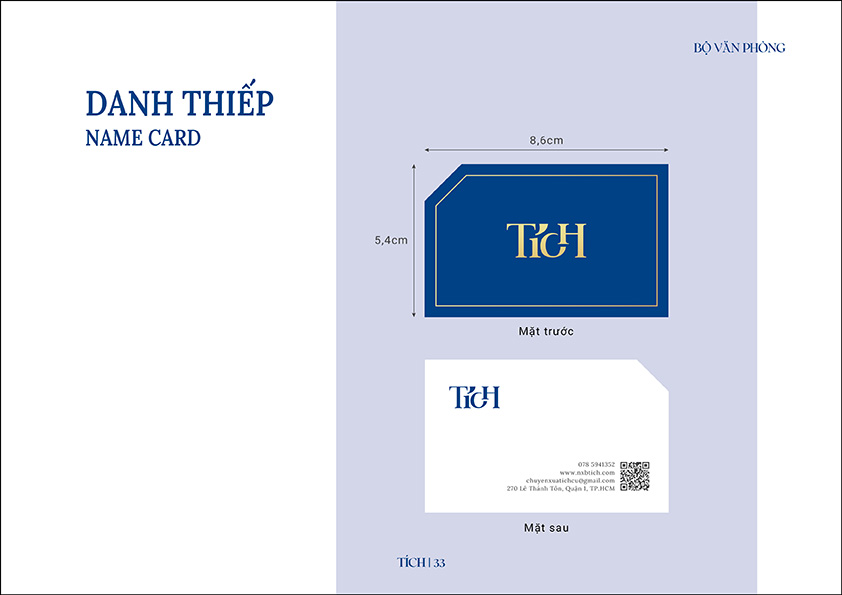 BỘ VĂN PHÒNG
DANH THIẾP
NAME CARD
8,6cm
5,4cm
TÍCH
Mặt trước
TÍCH
078 5941352
www.nxbtich.com
chuyenxuatichcu@gmail.com
270 Lê Thánh Tôn, Quận 1, TP.HCM
Mặt sau
TÍCH | 33